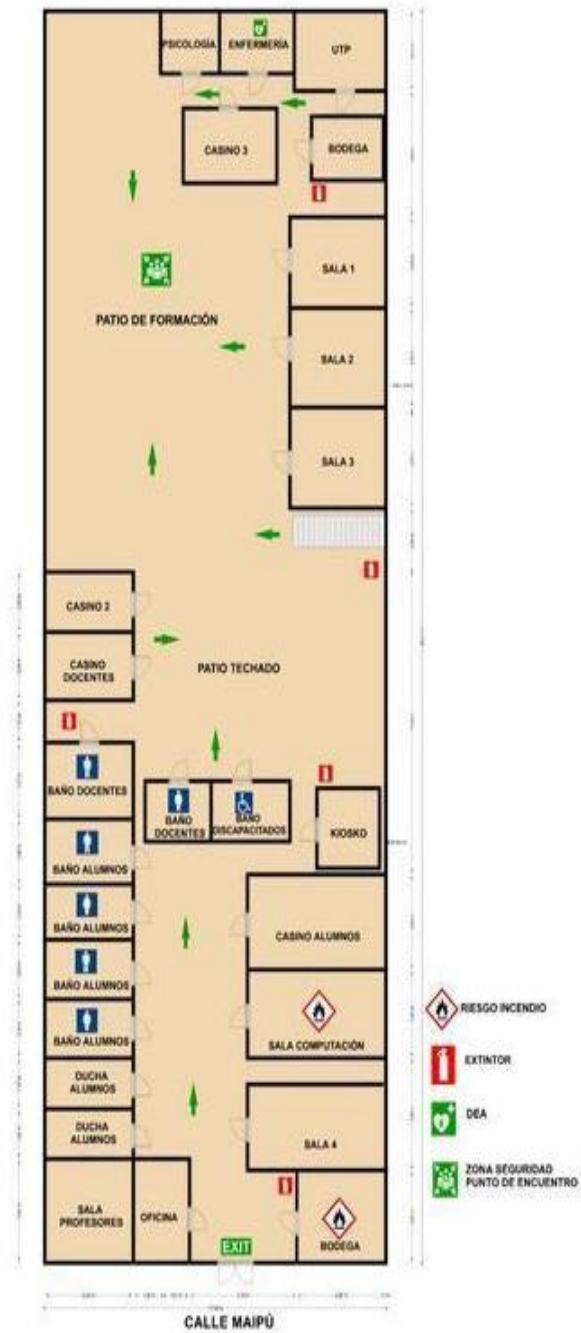 PSICOLOGÍA
ENFERMERÍA
UTP
CASINO 3
BODEGA
SALA 1
PATIO DE FORMACIÓN
SALA 2
SALA 3
CASINO 2
CASINO
DOCENTES
PATIO TECHADO
BAÑO DOCENTES
BAÑO
DOCENTES
BAÑO
DISCAPACITADOS
KIOSKO
BAÑO ALUMNOS
BAÑO ALUMNOS
BAÑO ALUMNOS
BAÑO ALUMNOS
CASINO ALUMNOS
SALA COMPUTACIÓN
DUCHA
ALUMNOS
DUCHA
ALUMNOS
SALA 4
SALA
PROFESORES
OFICINA
BODEGA
EXIT
CALLE MAIPÚ
RIESGO INCENDIO
EXTINTOR
DEA
ZONA SEGURIDAD
PUNTO DE ENCUENTRO